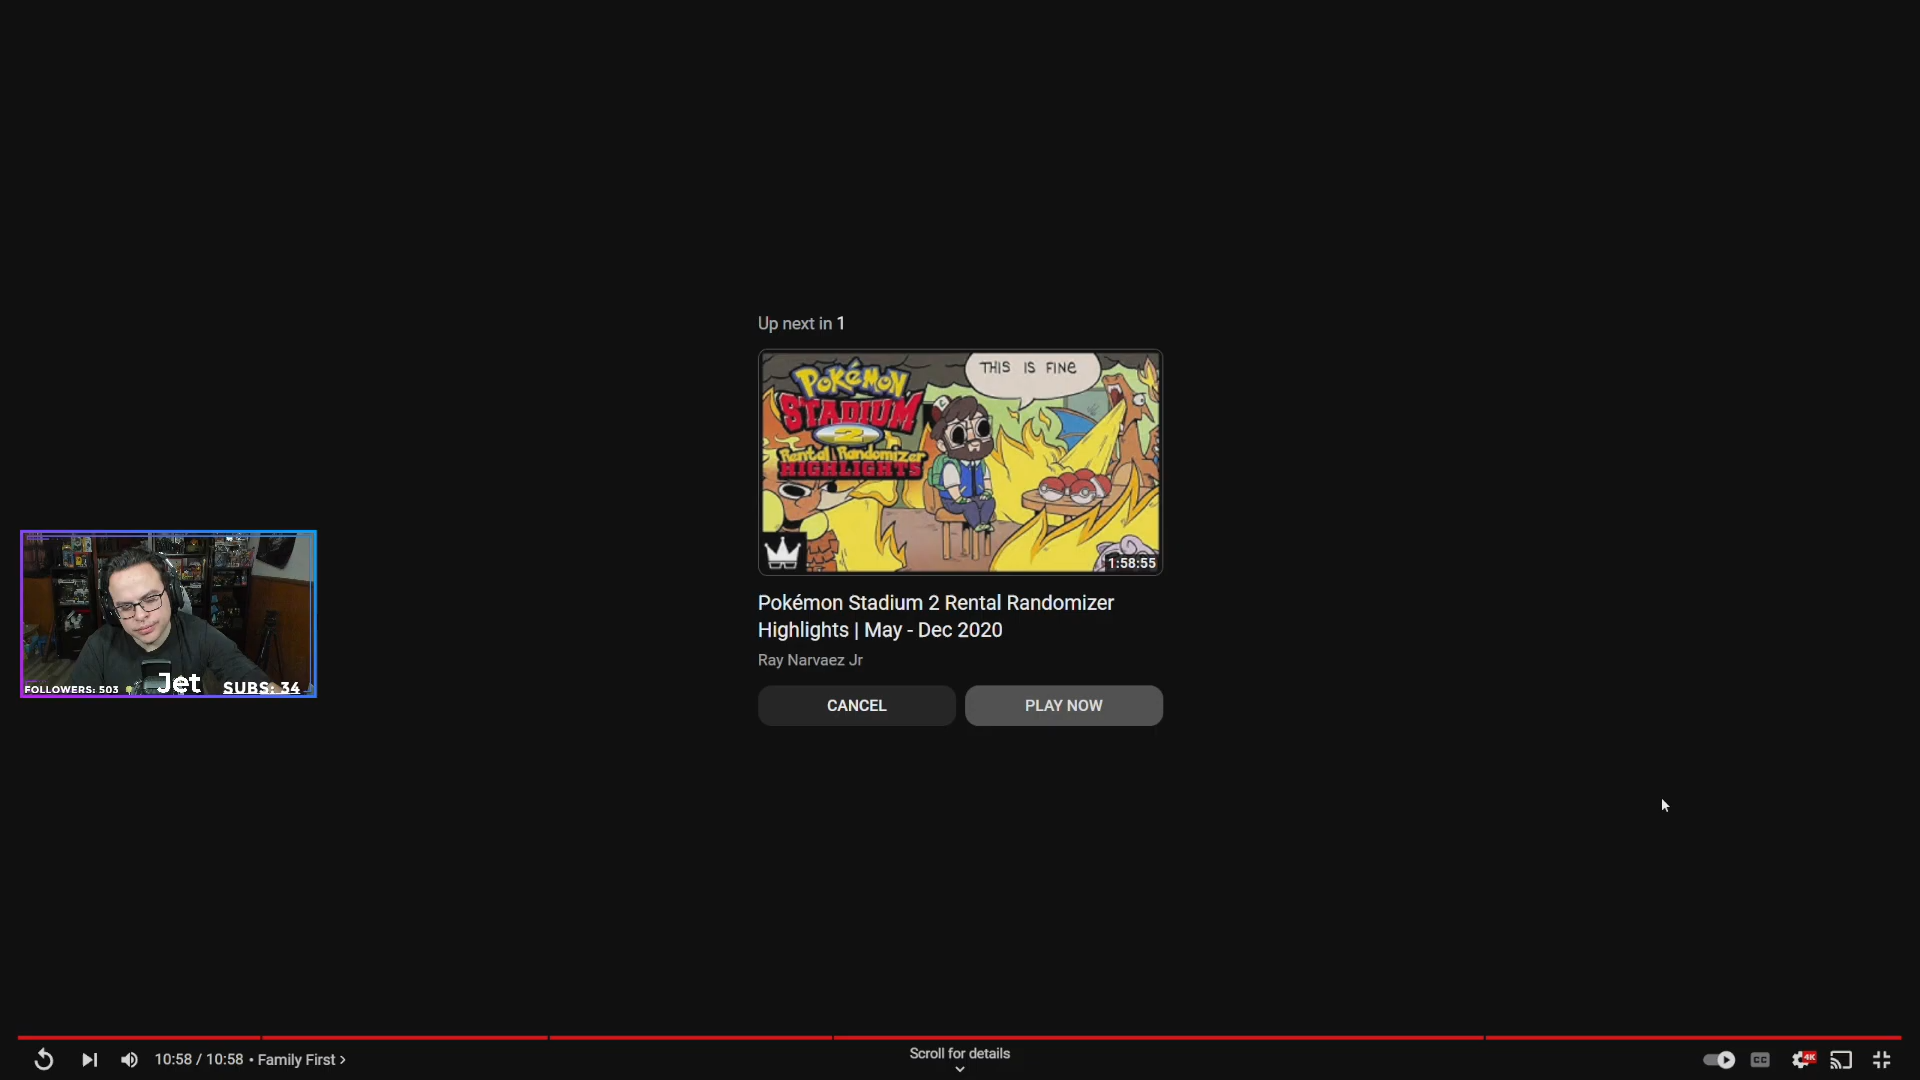 Up next in 1
THIS IS FINE
POKéMON
STADIUM
2
Rental Randomizer
HIGHLIGHTS
1:58:55
Pokémon Stadium 2 Rental Randomizer
Highlights | May - Dec 2020
Ray Narvaez Jr
CANCEL
PLAY NOW
FOLLOWERS: 503
Jet
SUBS: 34
10:58 / 10:58 • Family First ›
Scroll for details
CC
4K